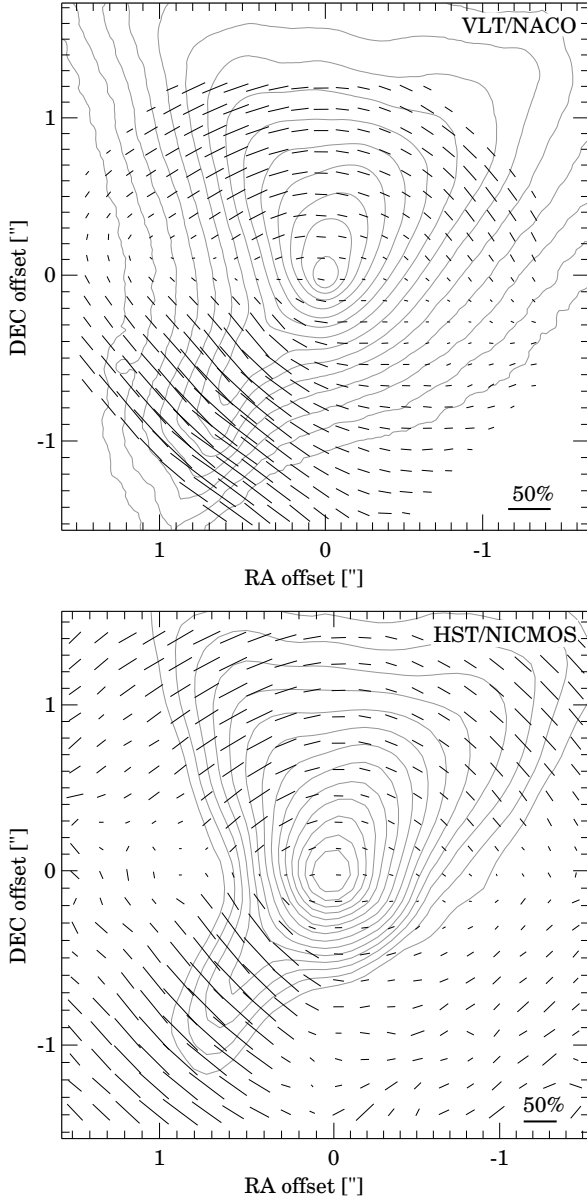 VLT/NACO
1
0
-1
DEC offset ["]
50%
1 0 -1
RA offset ["]
HST/NICMOS
1
0
-1
DEC offset ["]
50%
1 0 -1
RA offset ["]